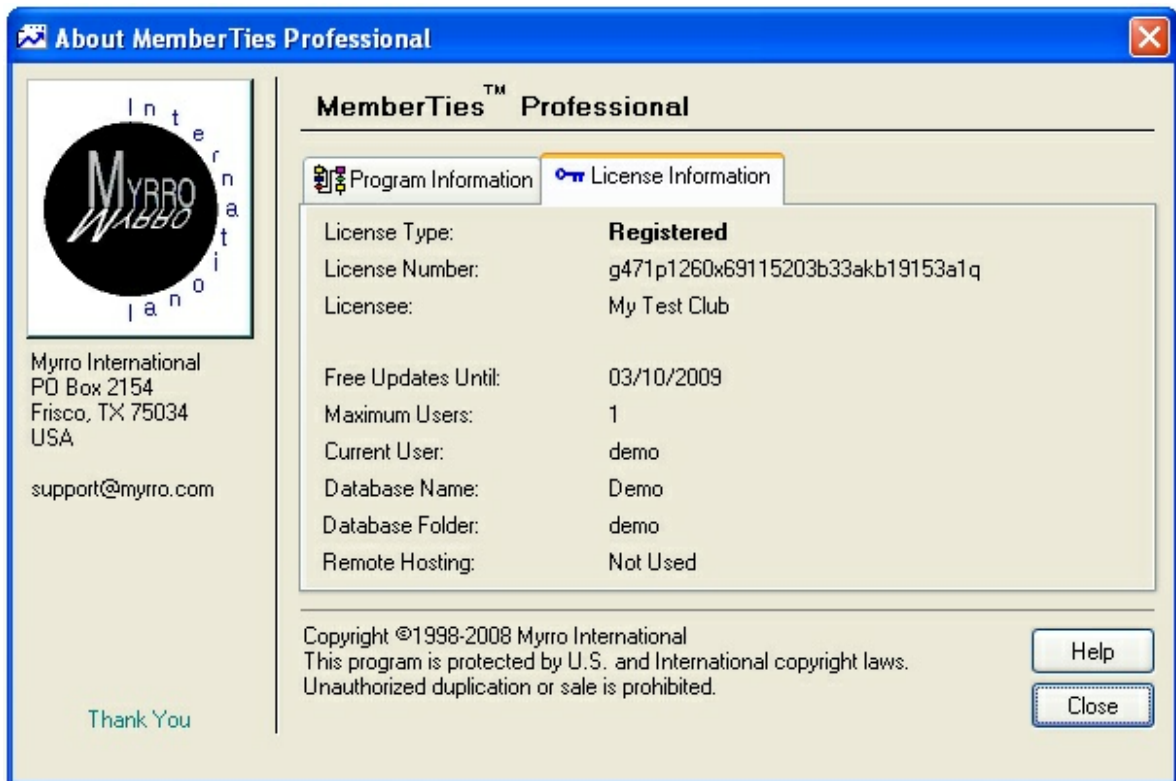 About MemberTies Professional
International
MYRRO
MYRRO
Myrro International
PO Box 2154
Frisco, TX 75034
USA
support@myrro.com
Thank You
MemberTies™ Professional
Program Information
License Information
License Type: Registered
License Number: g471p1260x69115203b33akb19153a1q
Licensee: My Test Club
Free Updates Until: 03/10/2009
Maximum Users: 1
Current User: demo
Database Name: Demo
Database Folder: demo
Remote Hosting: Not Used
Copyright ©1998-2008 Myrro International
This program is protected by U.S. and International copyright laws.
Unauthorized duplication or sale is prohibited.
Help
Close